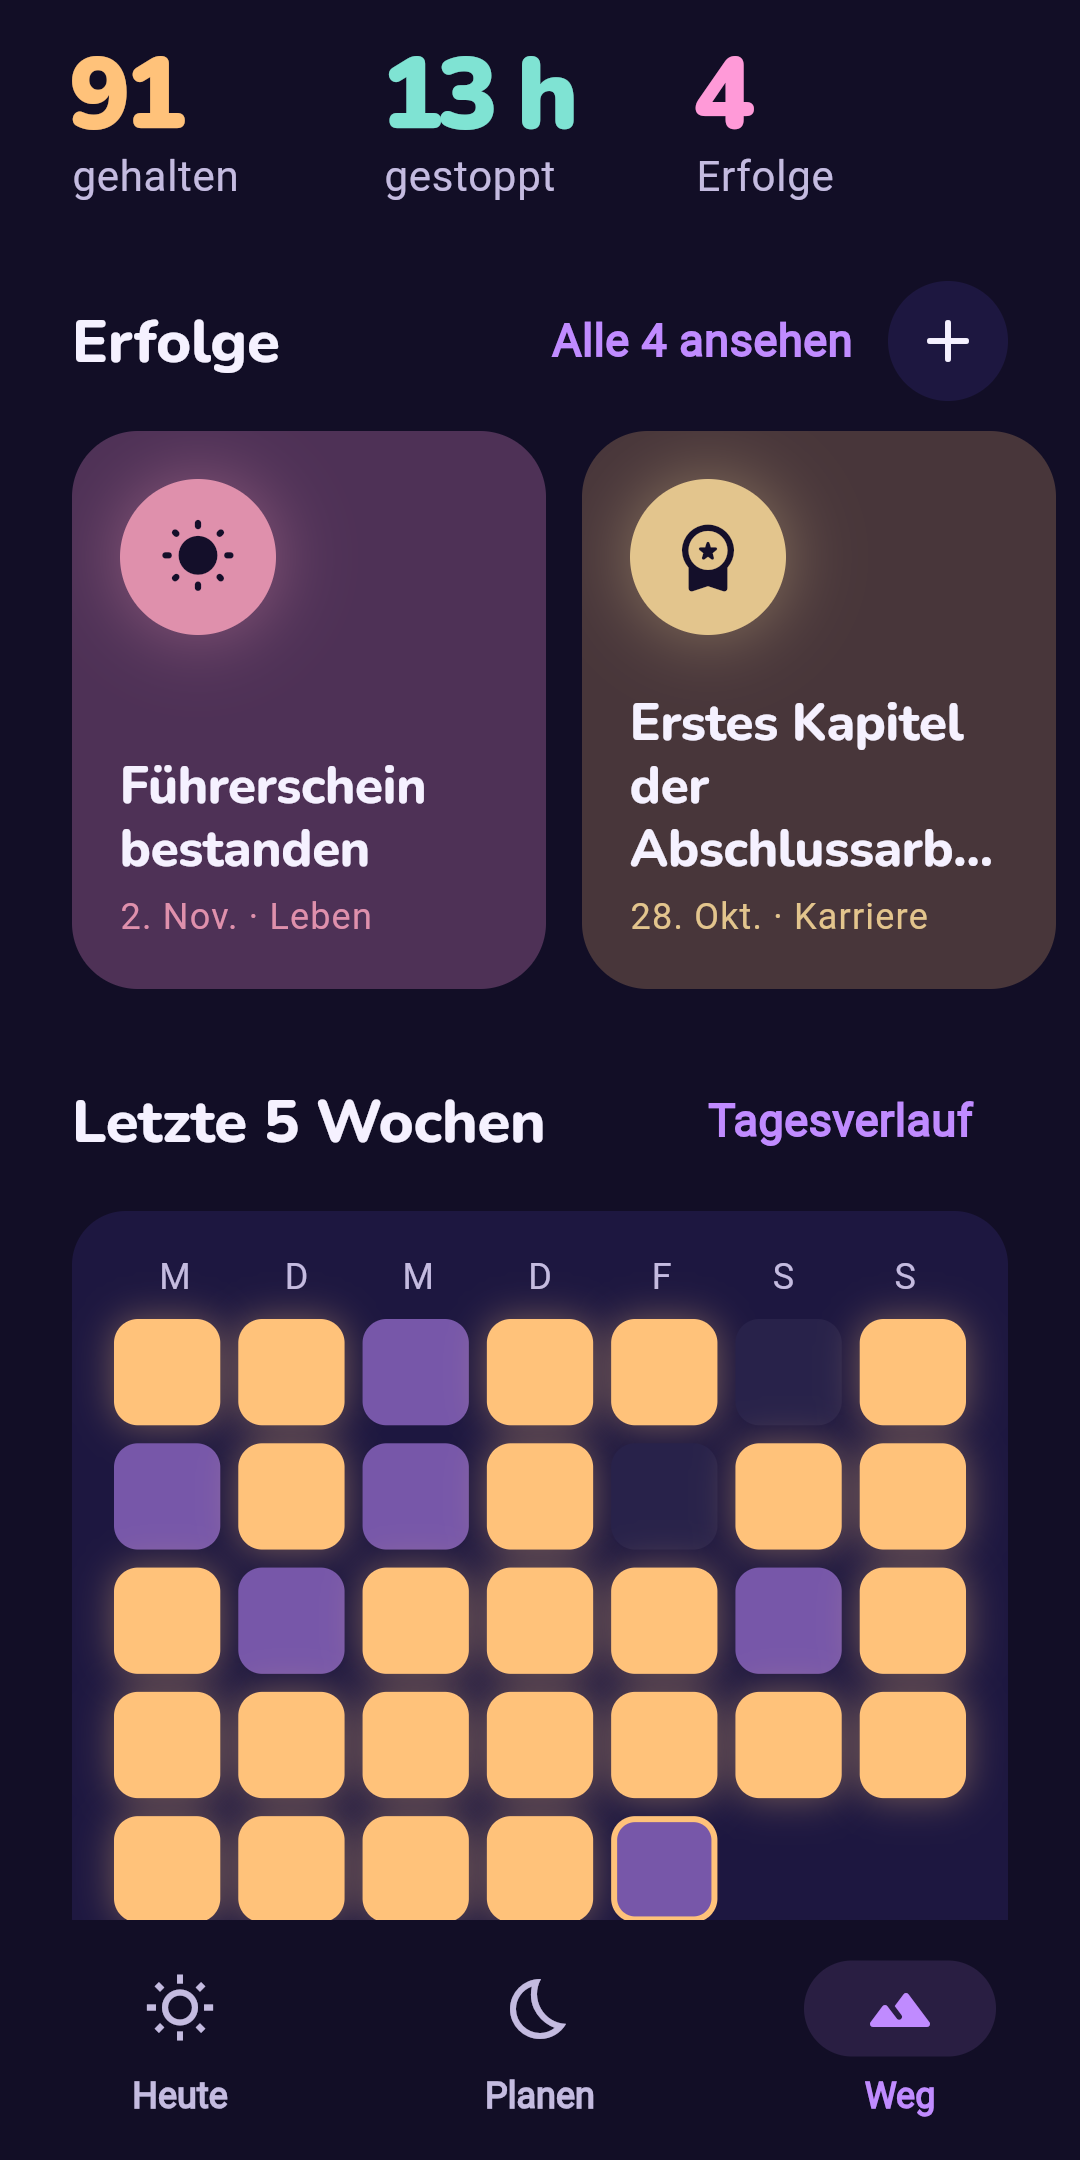 91
13 h
4
gehalten
gestoppt
Erfolge
Erfolge
Alle 4 ansehen
Führerschein
bestanden
2. Nov. · Leben
Erstes Kapitel
der
Abschlussarb...
28. Okt. · Karriere
Letzte 5 Wochen
Tagesverlauf
M D M D F S S
Heute
Planen
Weg